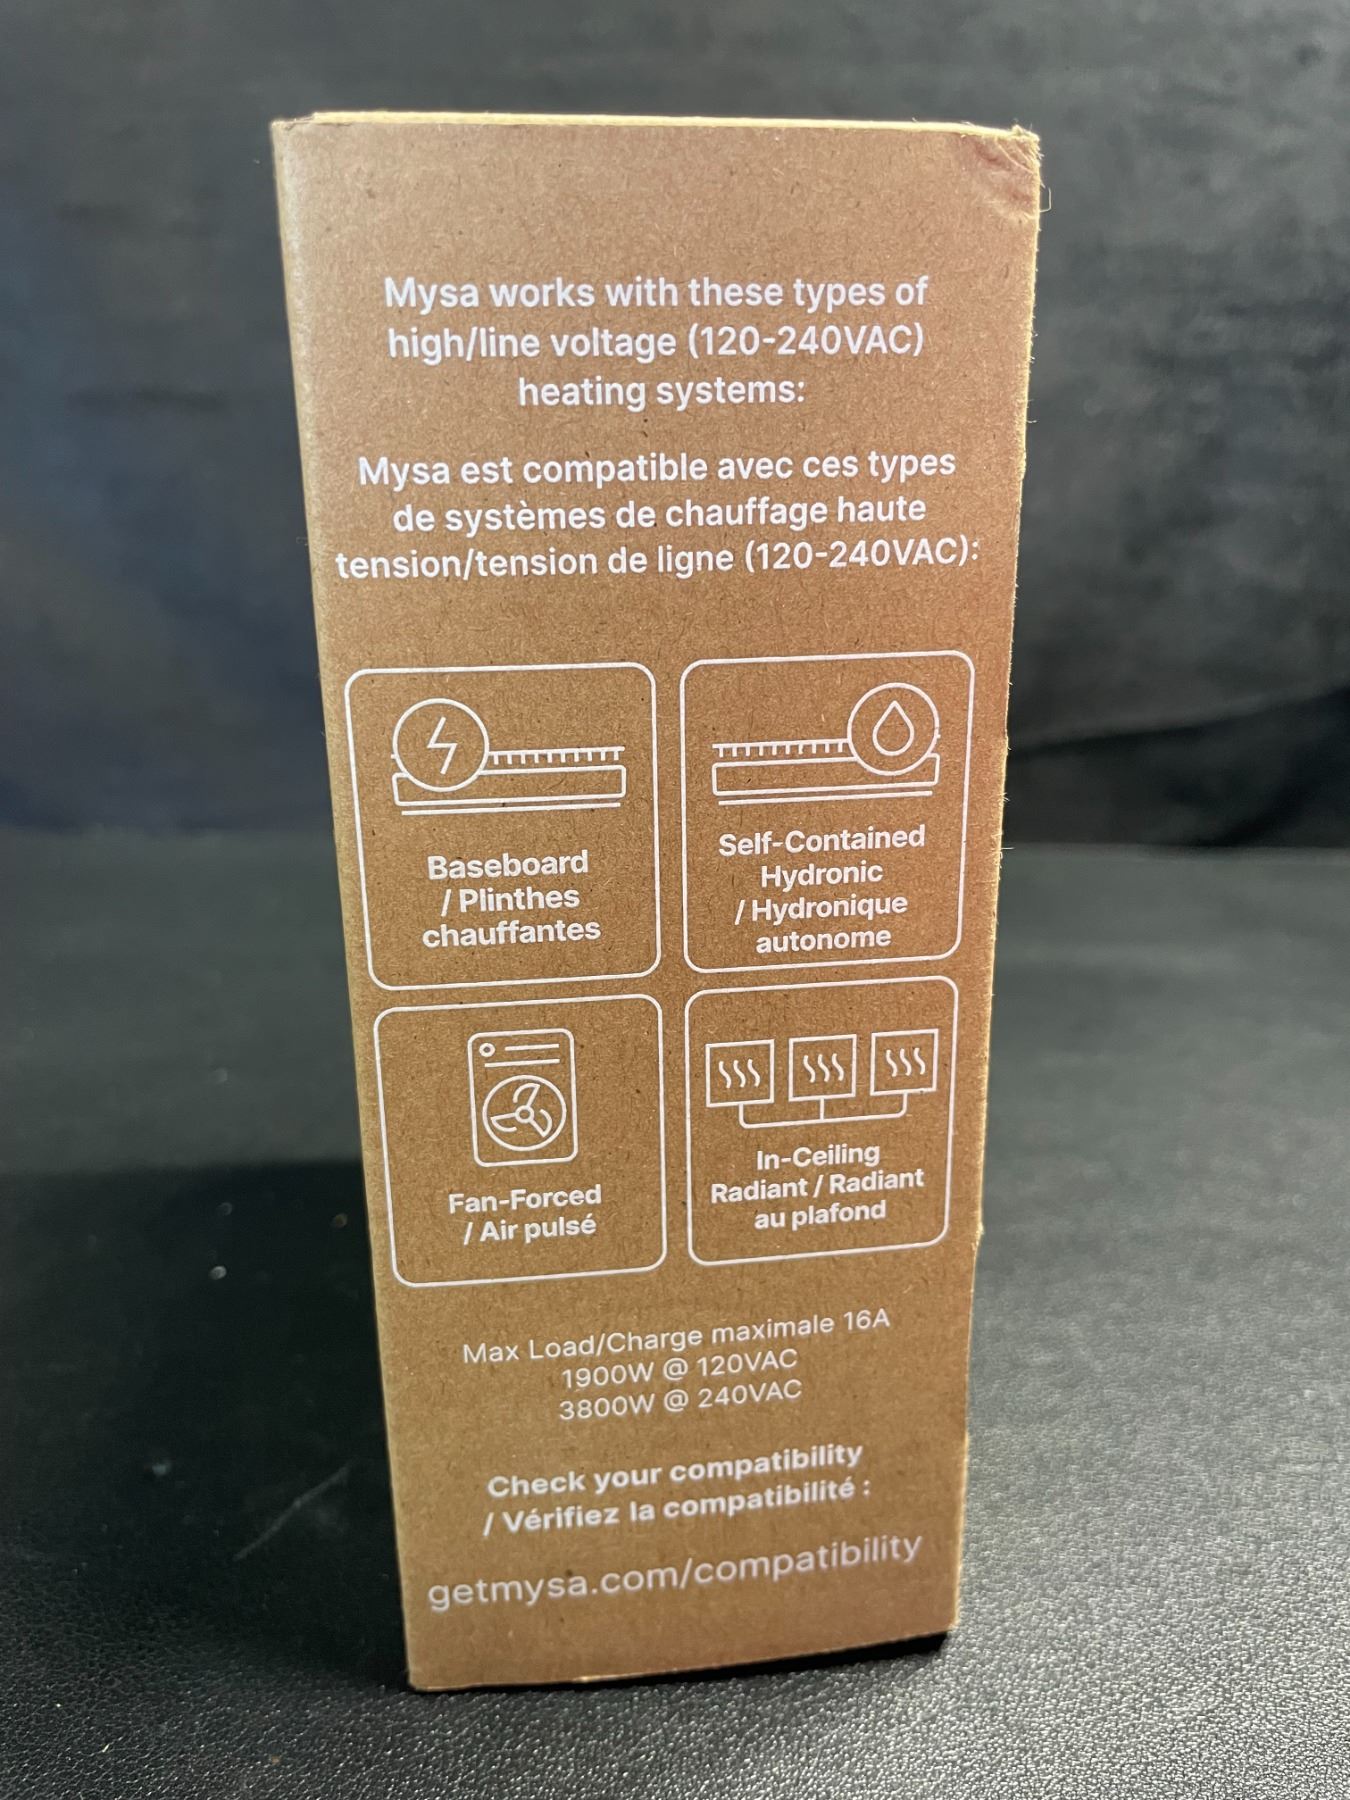 Mysa works with these types of
high/line voltage (120-240VAC)
heating systems:
Mysa est compatible avec ces types
de systèmes de chauffage haute
tension/tension de ligne (120-240VAC):
Baseboard
/ Plinthes
chauffantes
Self-Contained
Hydronic
/ Hydronique
autonome
Fan-Forced
/ Air pulsé
In-Ceiling
Radiant / Radiant
au plafond
Max Load/Charge maximale 16A
1900W @ 120VAC
3800W @ 240VAC
Check your compatibility
/ Vérifiez la compatibilité :
getmysa.com/compatibility